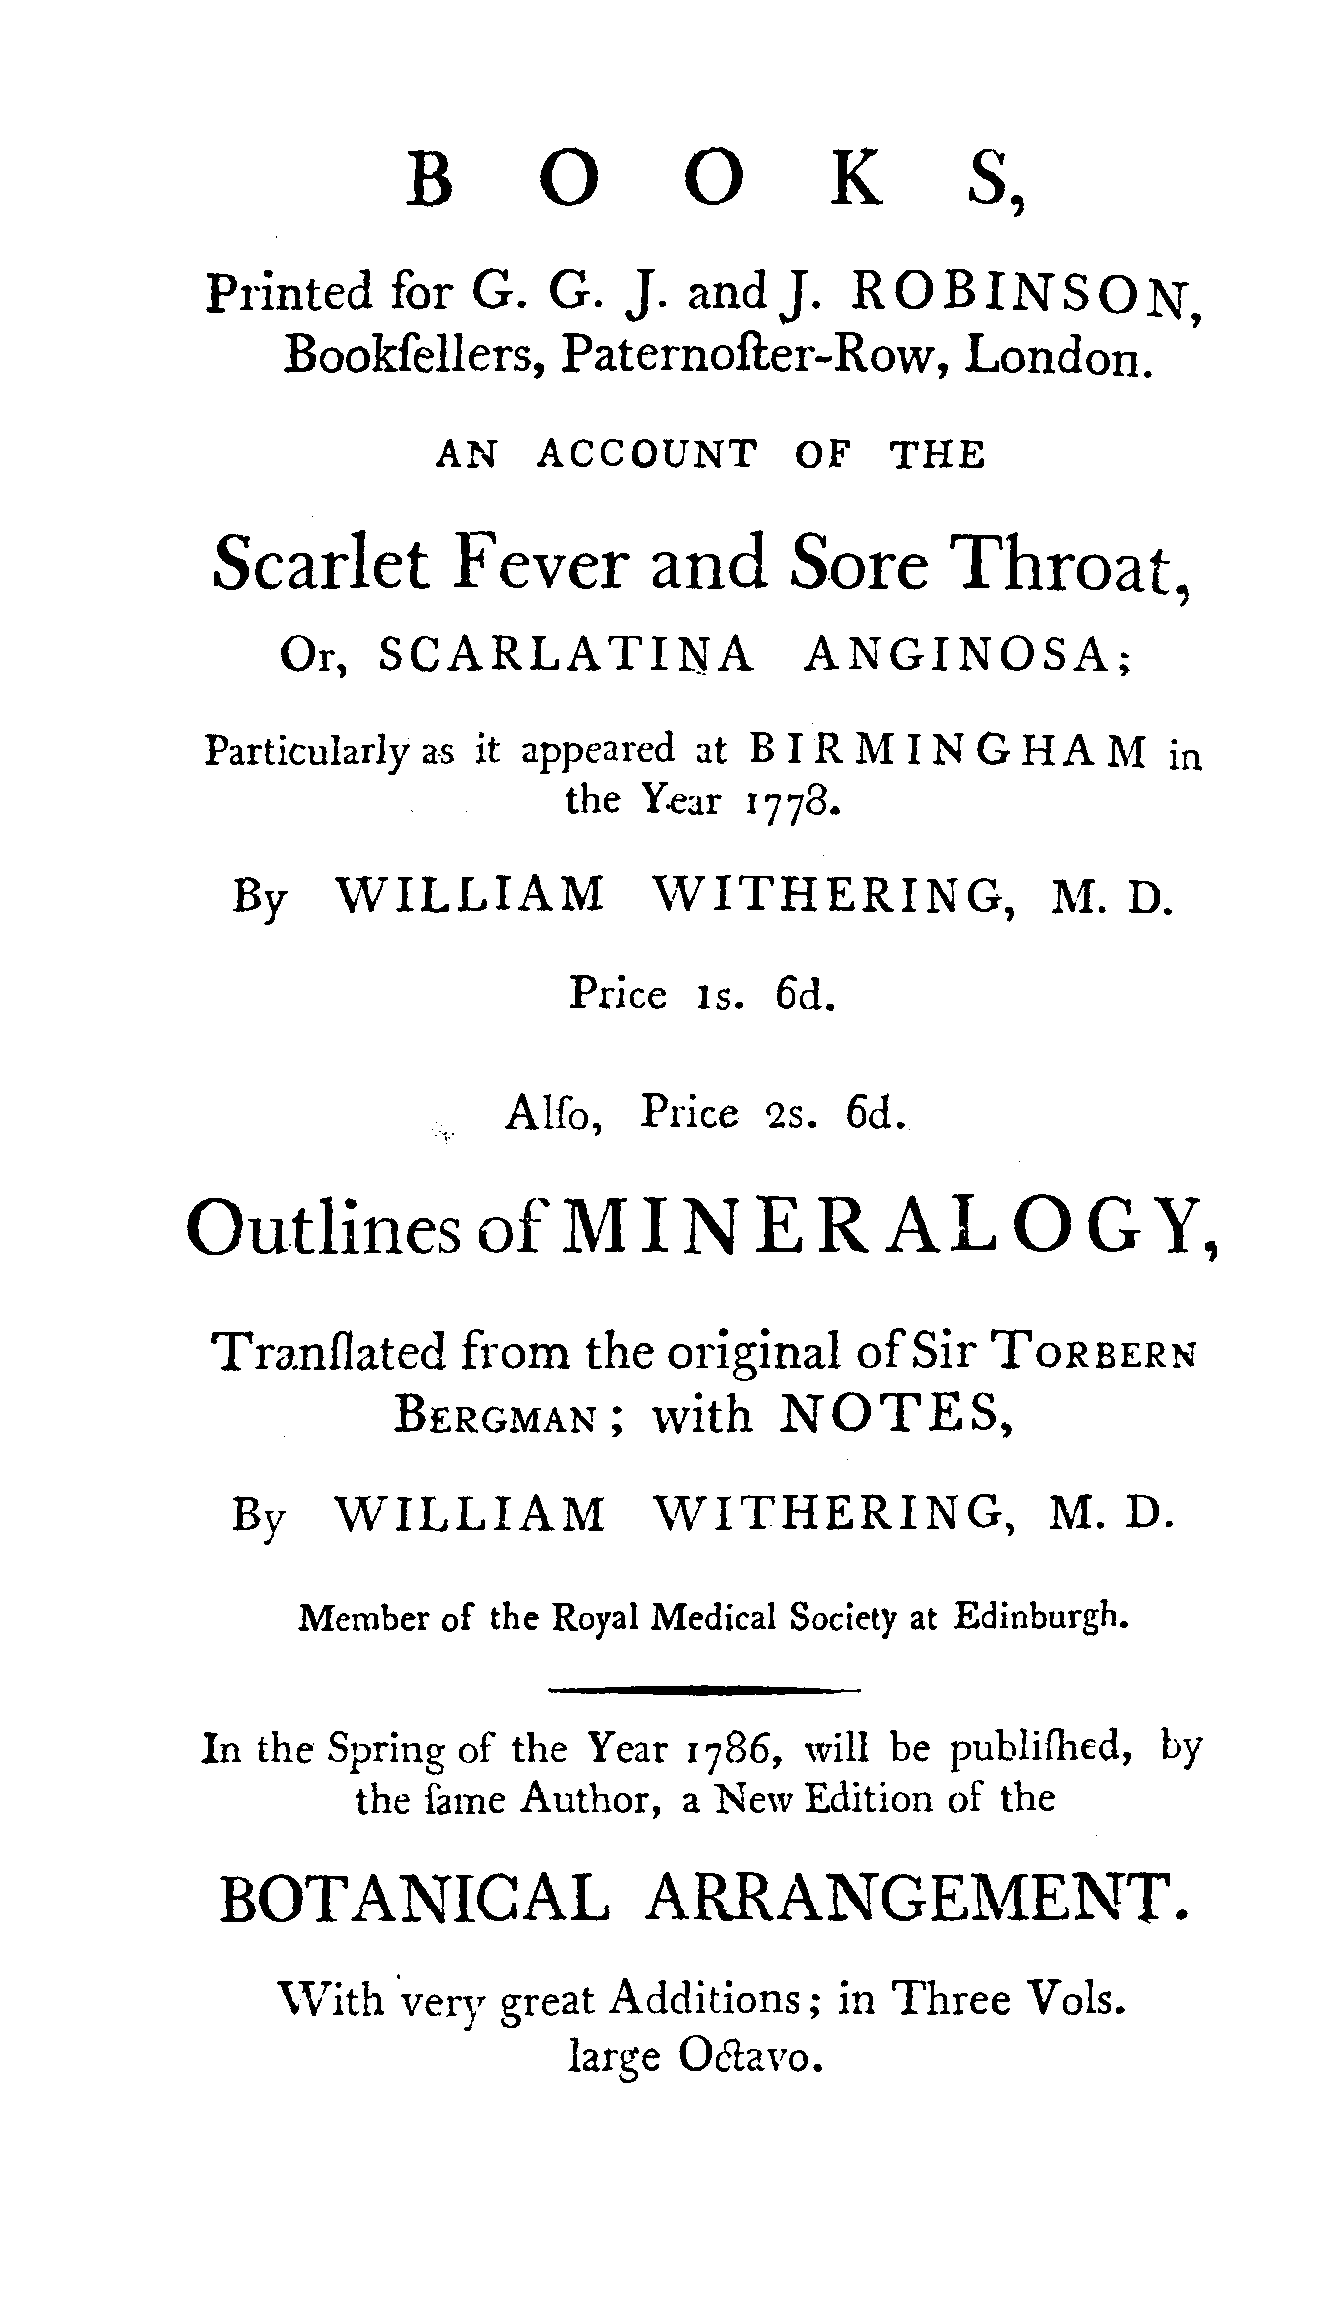 BOOKS,
Printed for G. G. J. and J. ROBINSON,
Bookſellers, Paternoſter-Row, London.
AN ACCOUNT OF THE
Scarlet Fever and Sore Throat,
Or, SCARLATINA ANGINOSA;
Particularly as it appeared at BIRMINGHAM in
the Year 1778.
By WILLIAM WITHERING, M. D.
Price 1s. 6d.
Alſo, Price 2s. 6d.
Outlines of MINERALOGY,
Tranſlated from the original of Sir TORBERN
BERGMAN; with NOTES,
By WILLIAM WITHERING, M. D.
Member of the Royal Medical Society at Edinburgh.
In the Spring of the Year 1786, will be publiſhed, by
the ſame Author, a New Edition of the
BOTANICAL ARRANGEMENT.
With very great Additions; in Three Vols.
large Octavo.